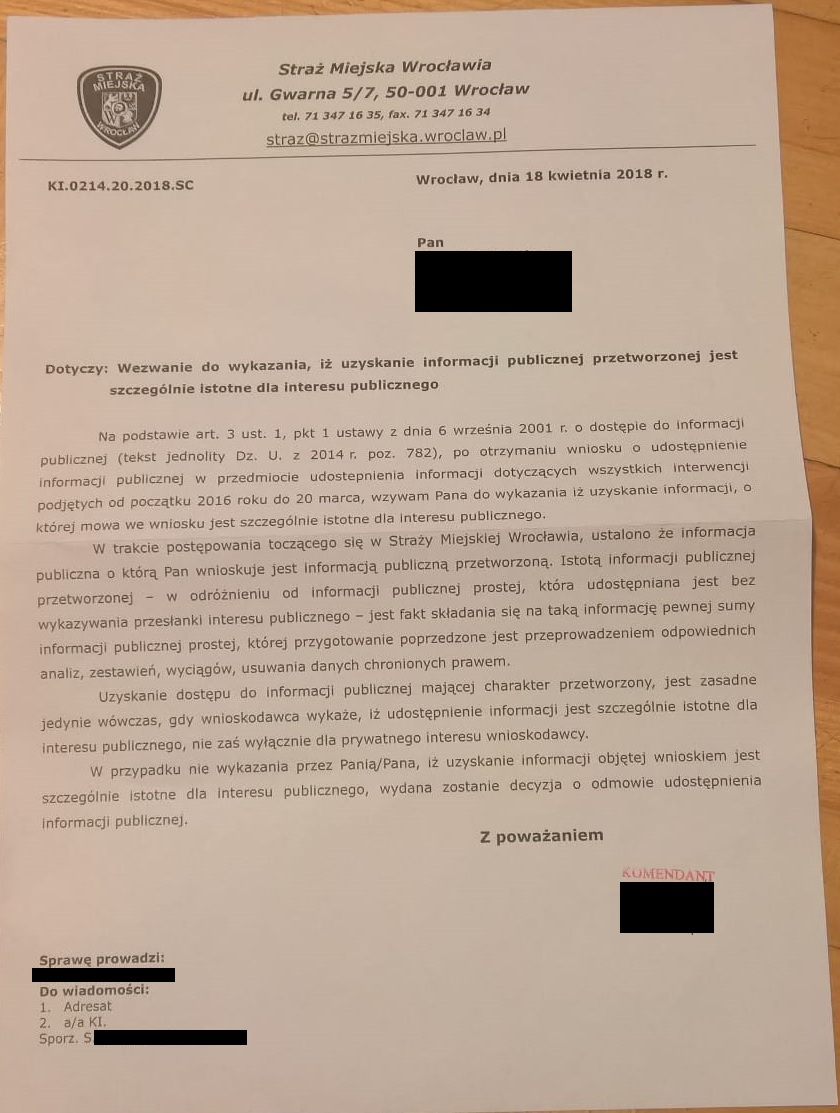 STRAŻ
MIEJSKA
WROCŁAW
Straż Miejska Wrocławia
ul. Gwarna 5/7, 50-001 Wrocław
tel. 71 347 16 35, fax. 71 347 16 34
straz@strazmiejska.wroclaw.pl
KI.0214.20.2018.SC
Wrocław, dnia 18 kwietnia 2018 r.
Pan
Dotyczy: Wezwanie do wykazania, iż uzyskanie informacji publicznej przetworzonej jest
szczególnie istotne dla interesu publicznego
Na podstawie art. 3 ust. 1, pkt 1 ustawy z dnia 6 września 2001 r. o dostępie do informacji
publicznej (tekst jednolity Dz. U. z 2014 r. poz. 782), po otrzymaniu wniosku o udostępnienie
informacji publicznej w przedmiocie udostepnienia informacji dotyczących wszystkich interwencji
podjętych od początku 2016 roku do 20 marca, wzywam Pana do wykazania iż uzyskanie informacji, o
której mowa we wniosku jest szczególnie istotne dla interesu publicznego.
W trakcie postępowania toczącego się w Straży Miejskiej Wrocławia, ustalono że informacja
publiczna o którą Pan wnioskuje jest informacją publiczną przetworzoną. Istotą informacji publicznej
przetworzonej – w odróżnieniu od informacji publicznej prostej, która udostępniana jest bez
wykazywania przesłanki interesu publicznego – jest fakt składania się na taką informację pewnej sumy
informacji publicznej prostej, której przygotowanie poprzedzone jest przeprowadzeniem odpowiednich
analiz, zestawień, wyciągów, usuwania danych chronionych prawem.
Uzyskanie dostępu do informacji publicznej mającej charakter przetworzony, jest zasadne
jedynie wówczas, gdy wnioskodawca wykaże, iż udostępnienie informacji jest szczególnie istotne dla
interesu publicznego, nie zaś wyłącznie dla prywatnego interesu wnioskodawcy.
W przypadku nie wykazania przez Panią/Pana, iż uzyskanie informacji objętej wnioskiem jest
szczególnie istotne dla interesu publicznego, wydana zostanie decyzja o odmowie udostępnienia
informacji publicznej.
Z poważaniem
KOMENDANT
Sprawę prowadzi:
Do wiadomości:
1. Adresat
2. a/a KI.
Sporz. S.